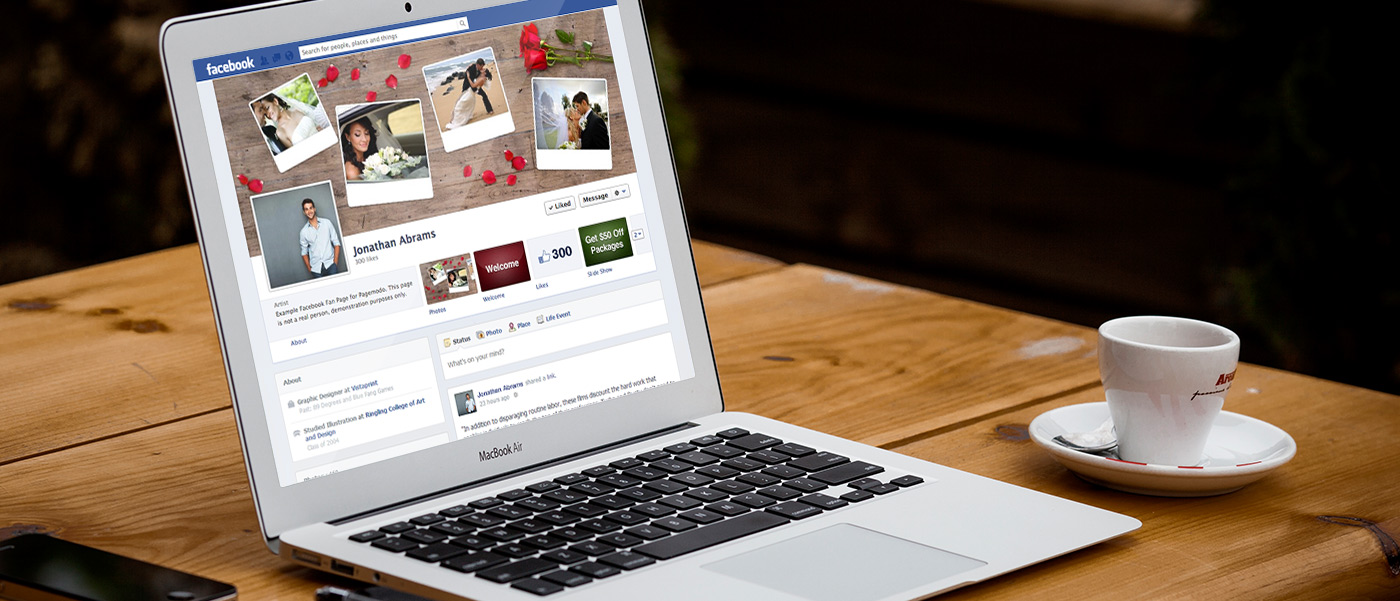 facebook
Search for people, places and things
Liked
Message
Jonathan Abrams
300 likes
Welcome
300
Get $50 Off
Packages
2
Artist
Example Facebook Fan Page for Pagemodo. This page
is not a real person, demonstration purposes only.
About
Photos
Welcome
Likes
Slide Show
Status
Photo
Place
Life Event
What's on your mind?
About
Graphic Designer at Vistaprint
Past: 89 Degrees and Blue Fang Games
Studied Illustration at Ringling College of Art
and Design
Class of 2004
Jonathan Abrams shared a link.
23 hours ago
"In addition to disparaging routine labor, these films discount the hard work that
MacBook Air